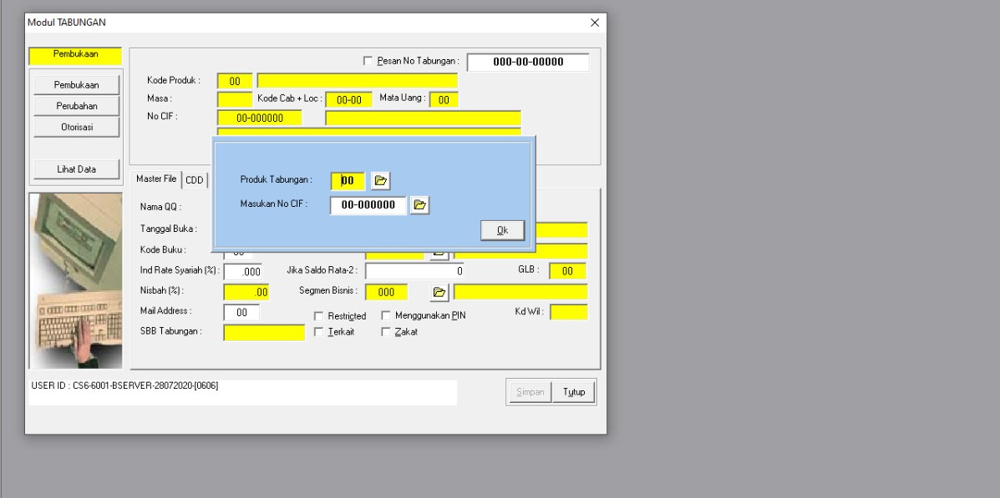 Modul TABUNGAN
Pembukaan
Pembukaan
Perubahan
Otorisasi
Lihat Data
Pesan No Tabungan : 000-00-00000
Kode Produk : 00
Masa : Kode Cab + Loc : 00-00 Mata Uang : 00
No CIF : 00-000000
Produk Tabungan : 00
Masukan No CIF : 00-000000
Ok
Master File CDD
Nama QQ :
Tanggal Buka :
Kode Buku : 00
Ind Rate Syariah (%) : .000 Jika Saldo Rata-2 : 0 GLB : 00
Nisbah (%) : .00 Segmen Bisnis : 000
Mail Address : 00 Restricted Menggunakan PIN Kd Wil :
SBB Tabungan : Terkait Zakat
USER ID : CS6-6001-BSERVER-28072020-[0606]
Simpan Tutup